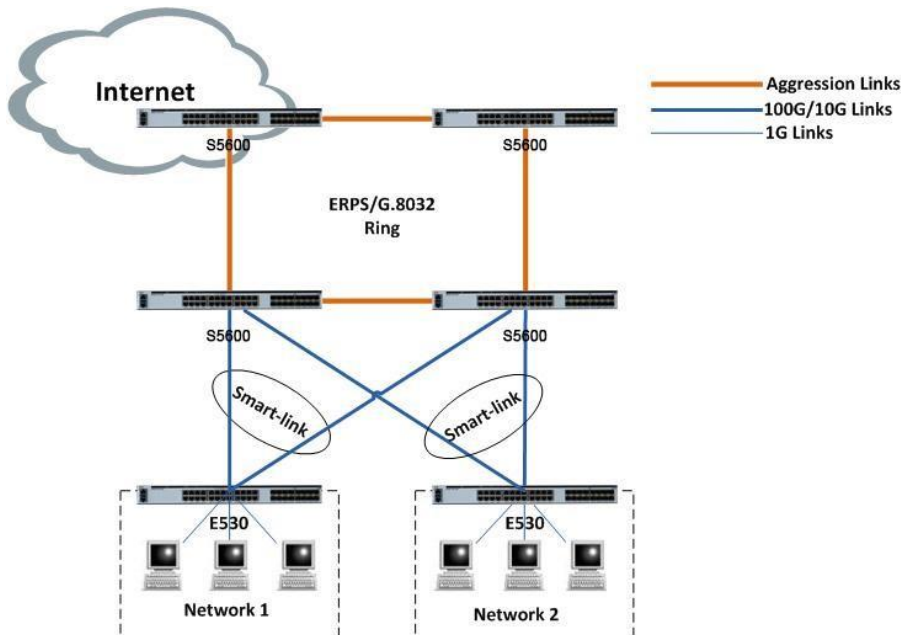 Internet
Aggression Links
100G/10G Links
1G Links
S5600
S5600
ERPS/G.8032
Ring
S5600
S5600
Smart-link
Smart-link
E530
E530
Network 1
Network 2